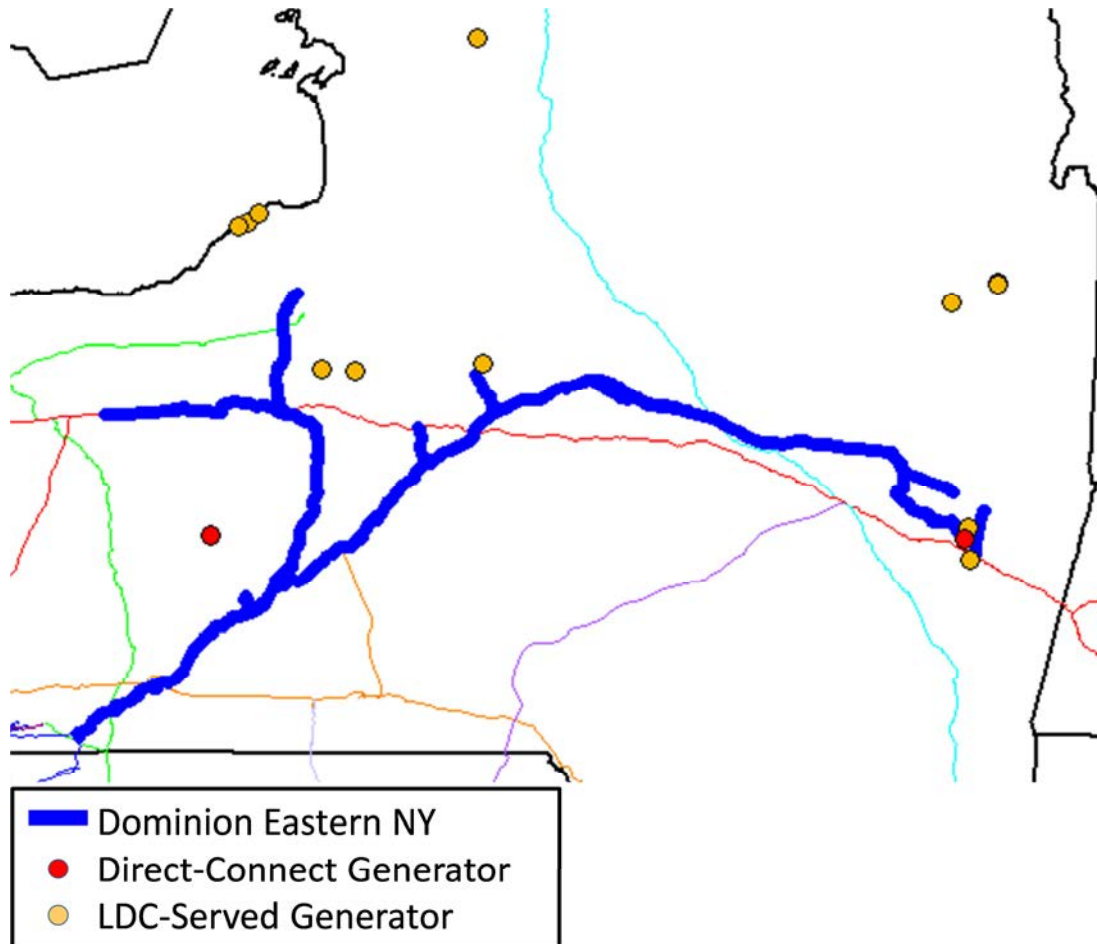 Dominion Eastern NY
Direct-Connect Generator
LDC-Served Generator